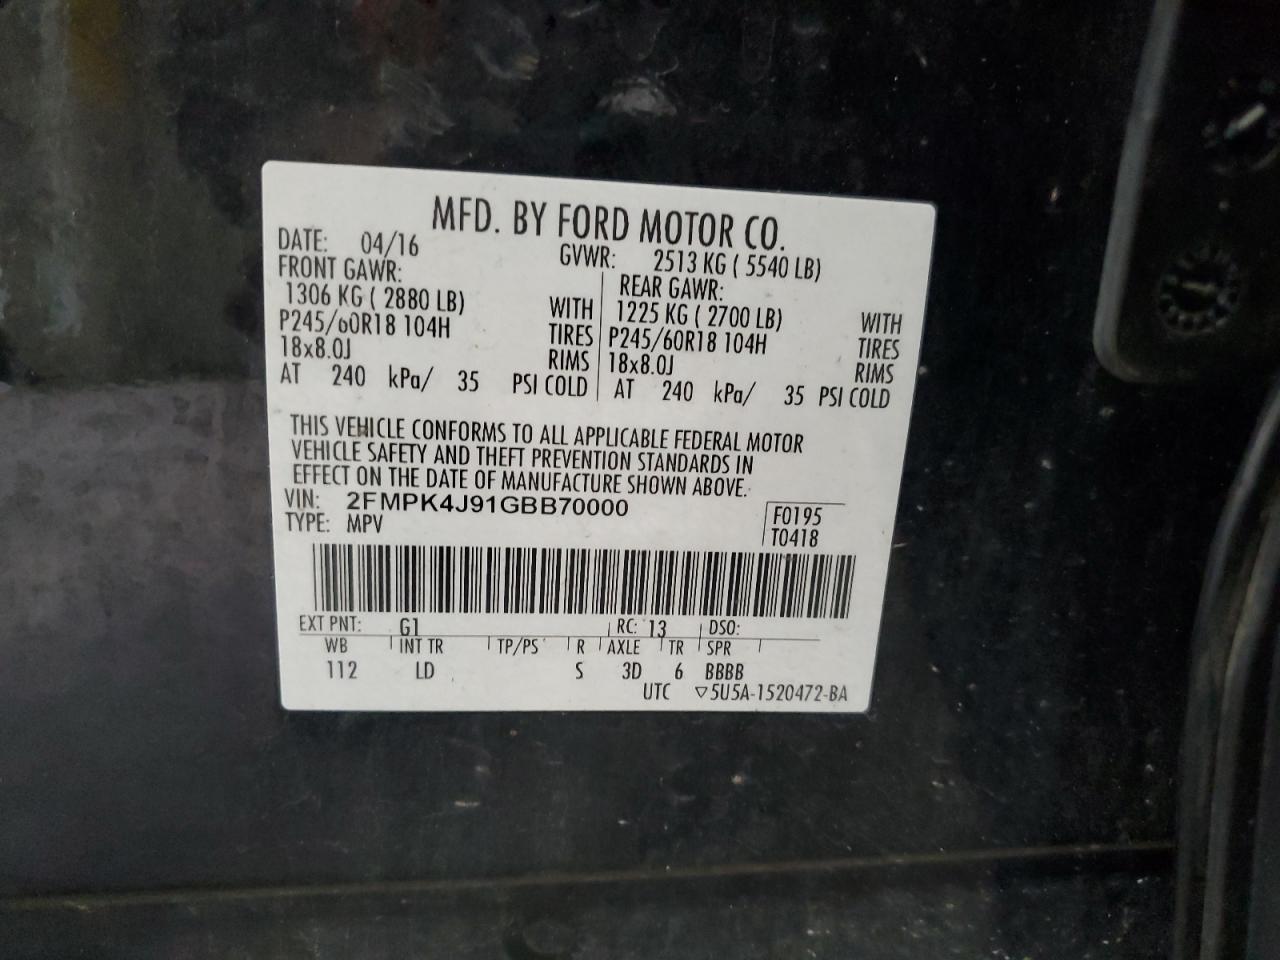 MFD. BY FORD MOTOR CO.
DATE: 04/16 GVWR: 2513 KG ( 5540 LB)
FRONT GAWR: REAR GAWR:
1306 KG ( 2880 LB) WITH 1225 KG ( 2700 LB) WITH
P245/60R18 104H TIRES P245/60R18 104H TIRES
18x8.0J RIMS 18x8.0J RIMS
AT 240 kPa/ 35 PSI COLD AT 240 kPa/ 35 PSI COLD
THIS VEHICLE CONFORMS TO ALL APPLICABLE FEDERAL MOTOR
VEHICLE SAFETY AND THEFT PREVENTION STANDARDS IN
EFFECT ON THE DATE OF MANUFACTURE SHOWN ABOVE.
VIN: 2FMPK4J91GBB70000 F0195
TYPE: MPV T0418
EXT PNT: G1 RC: 13 DSO:
WB INT TR TP/PS R AXLE TR SPR
112 LD S 3D 6 BBBB
UTC ▽5U5A-1520472-BA